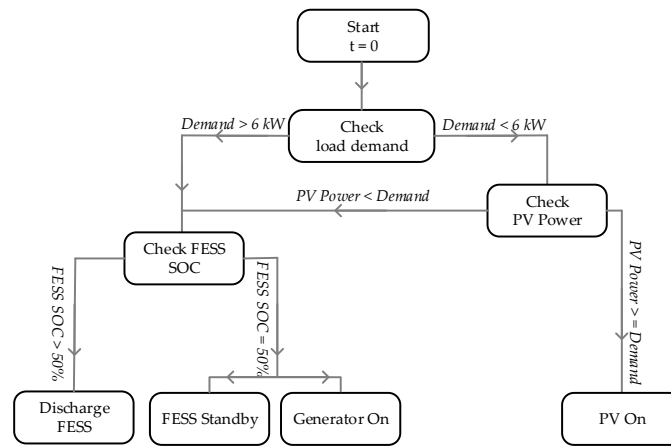 Start
t = 0
Demand > 6 kW
Check
load demand
Demand < 6 kW
PV Power < Demand
Check
PV Power
Check FESS
SOC
FESS SOC > 50%
FESS SOC = 50%
PV Power > = Demand
Discharge
FESS
FESS Standby
Generator On
PV On